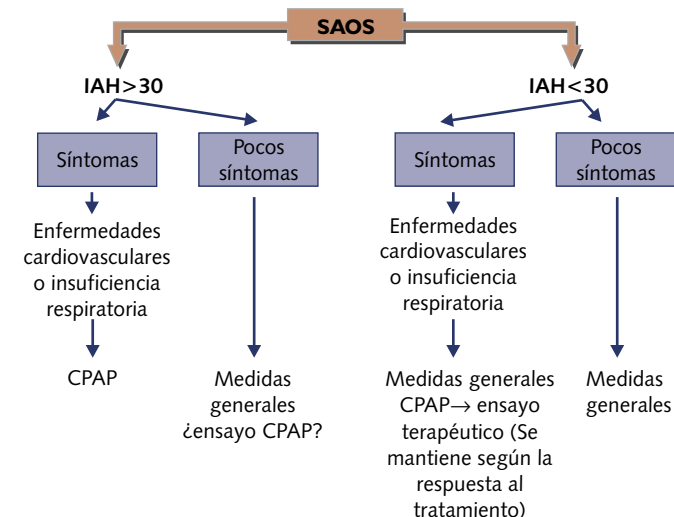 SAOS
IAH>30
IAH<30
Síntomas
Pocos
síntomas
Síntomas
Pocos
síntomas
Enfermedades
cardiovasculares
o insuficiencia
respiratoria
Enfermedades
cardiovasculares
o insuficiencia
respiratoria
CPAP
Medidas
generales
¿ensayo CPAP?
Medidas generales
CPAP→ ensayo
terapéutico (Se
mantiene según la
respuesta al
tratamiento)
Medidas
generales